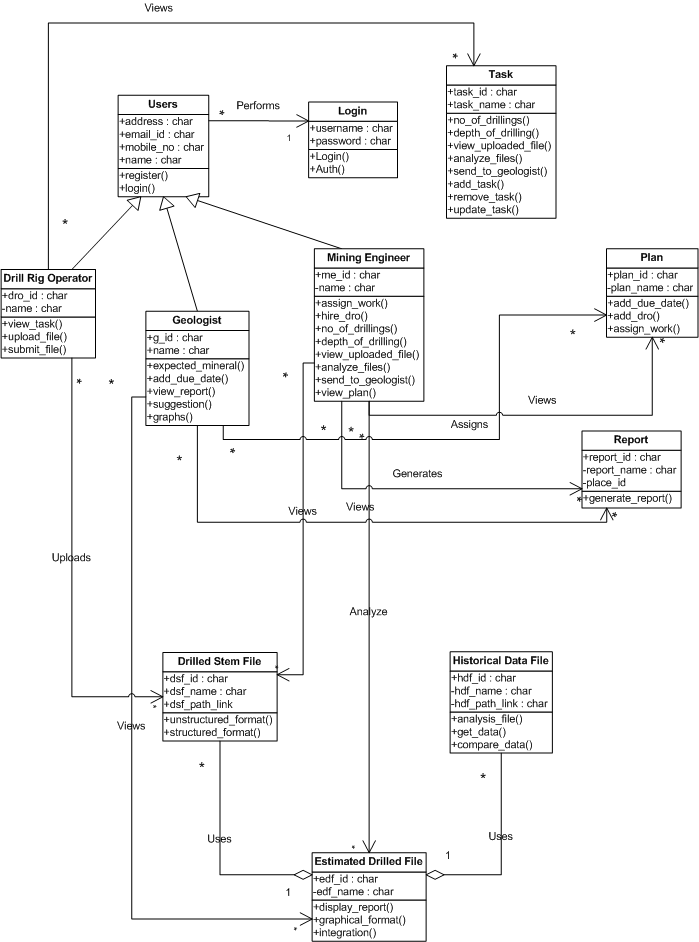 Views
*
Task
+task_id : char
+task_name : char
+no_of_drillings()
+depth_of_drilling()
+view_uploaded_file()
+analyze_files()
+send_to_geologist()
+add_task()
+remove_task()
+update_task()
Users
+address : char
+email_id : char
+mobile_no : char
+name : char
+register()
+login()
*
Performs
1
Login
+username : char
+password : char
+Login()
+Auth()
*
Drill Rig Operator
+dro_id : char
-name : char
+view_task()
+upload_file()
+submit_file()
*
*
Geologist
+g_id : char
+name : char
+expected_mineral()
+add_due_date()
+view_report()
+suggestion()
+graphs()
*
*
Mining Engineer
+me_id : char
-name : char
+assign_work()
+hire_dro()
+no_of_drillings()
+depth_of_drilling()
+view_uploaded_file()
+analyze_files()
+send_to_geologist()
+view_plan()
*
*
*
*
Plan
+plan_id : char
-plan_name : char
+add_due_date()
+add_dro()
+assign_work()
*
*
Views
Assigns
Report
+report_id : char
-report_name : char
-place_id
+generate_report()
*
*
Generates
Views
Views
Uploads
Analyze
Drilled Stem File
+dsf_id : char
+dsf_name : char
+dsf_path_link
+unstructured_format()
+structured_format()
*
*
*
Historical Data File
+hdf_id : char
-hdf_name : char
-hdf_path_link : char
+analysis_file()
+get_data()
+compare_data()
*
Views
Uses
Uses
*
1
1
Estimated Drilled File
+edf_id : char
-edf_name : char
+display_report()
+graphical_format()
+integration()
*